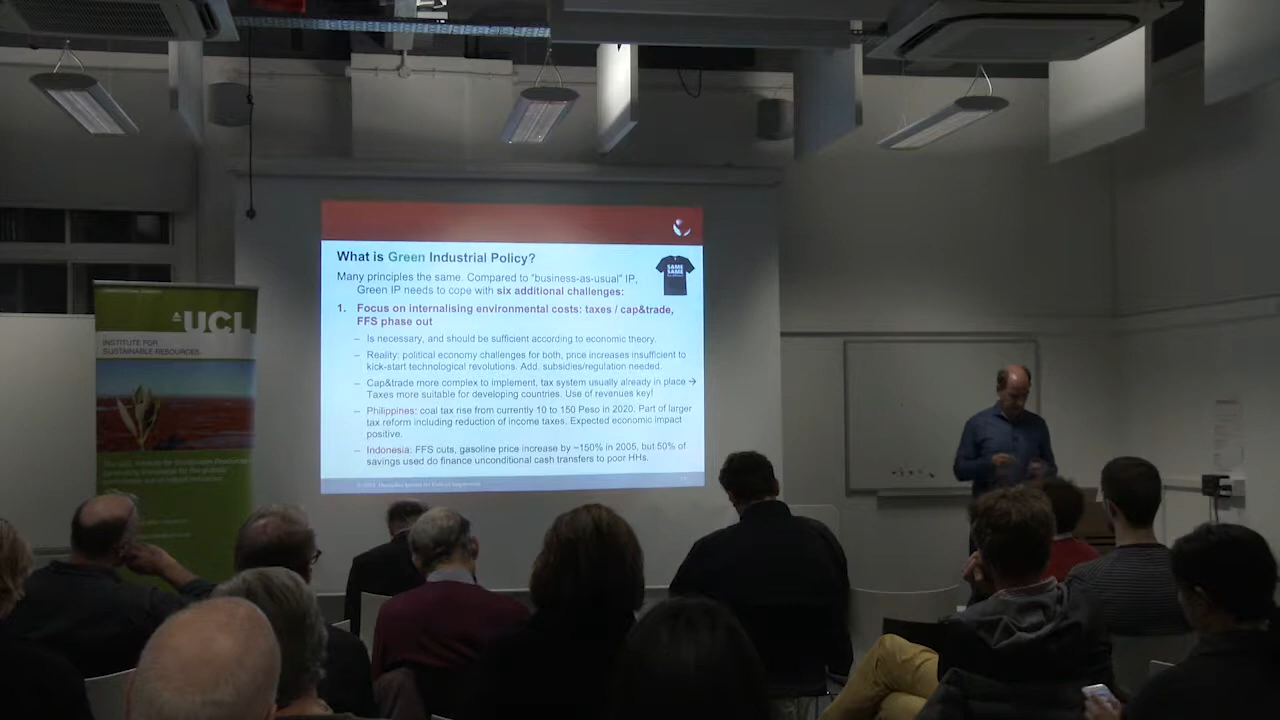 What is Green Industrial Policy?
Many principles the same. Compared to "business-as-usual" IP,
Green IP needs to cope with six additional challenges:
SAME
SAME
1. Focus on internalising environmental costs: taxes / cap&trade,
FFS phase out
– Is necessary, and should be sufficient according to economic theory.
– Reality: political economy challenges for both, price increases insufficient to
kick-start technological revolutions. Add. subsidies/regulation needed.
– Cap&trade more complex to implement, tax system usually already in place →
Taxes more suitable for developing countries. Use of revenues key!
– Philippines: coal tax rise from currently 10 to 150 Peso in 2020. Part of larger
tax reform including reduction of income taxes. Expected economic impact
positive.
– Indonesia: FFS cuts, gasoline price increase by ~150% in 2005, but 50% of
savings used do finance unconditional cash transfers to poor HHs.
UCL
INSTITUTE FOR
SUSTAINABLE RESOURCES